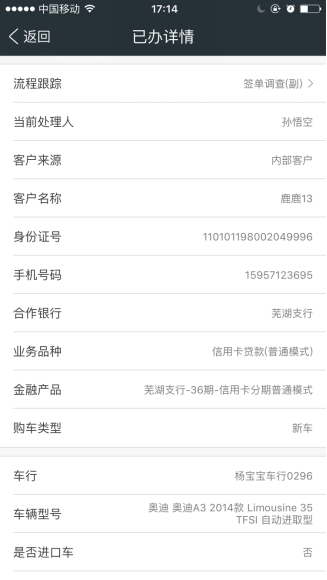 中国移动 17:14
返回 已办详情
流程跟踪 签单调查(副)
当前处理人 孙悟空
客户来源 内部客户
客户名称 鹿鹿13
身份证号 110101198002049996
手机号码 15957123695
合作银行 芜湖支行
业务品种 信用卡贷款(普通模式)
金融产品 芜湖支行-36期-信用卡分期普通模式
购车类型 新车
车行 杨宝宝车行0296
车辆型号 奥迪 奥迪A3 2014款 Limousine 35
TFSI 自动进取型
是否进口车 否